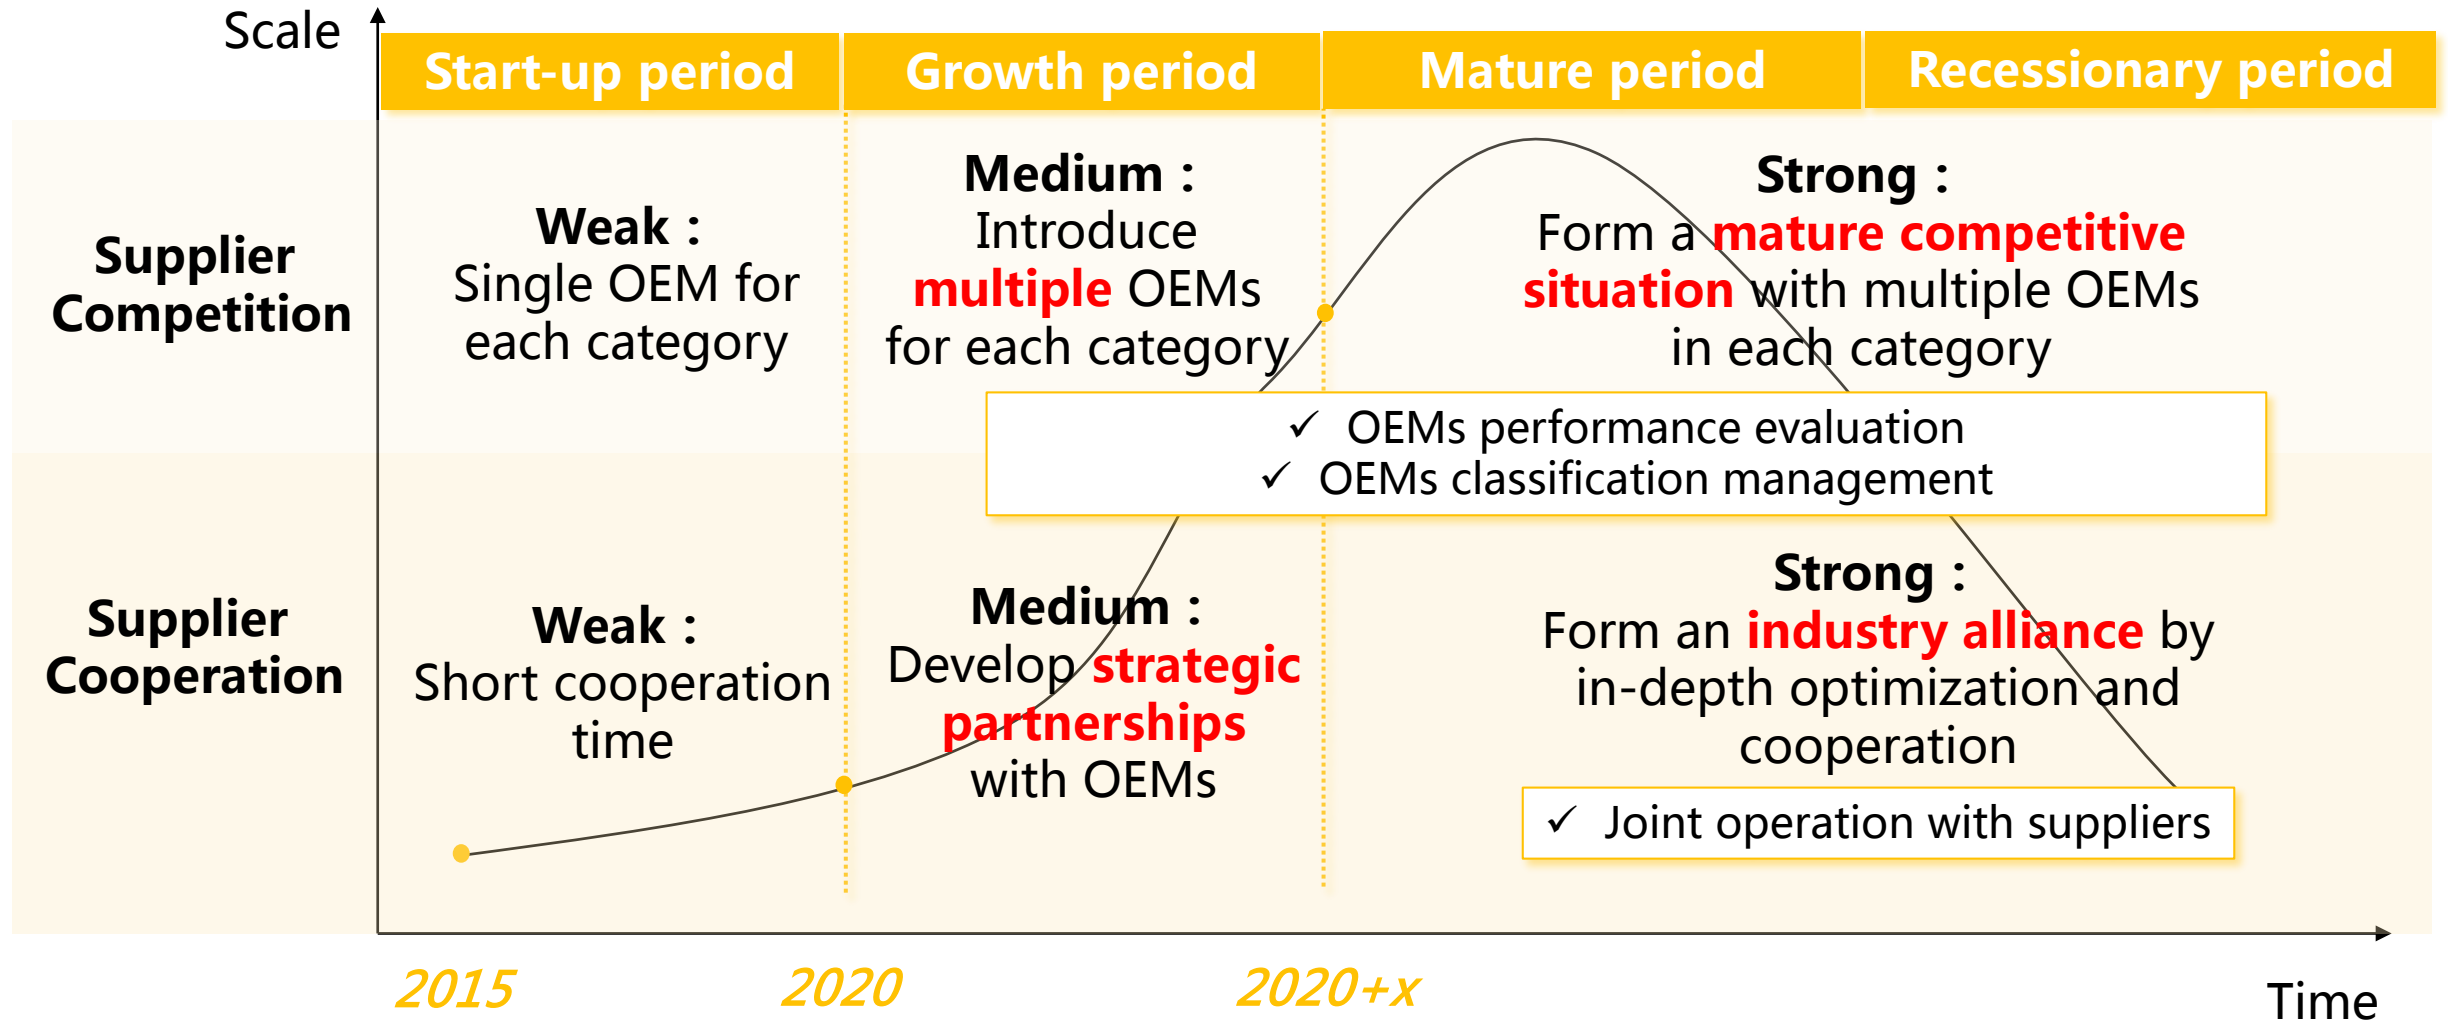 Scale
Start-up period
Growth period
Mature period
Recessionary period
Supplier
Competition
Weak：
Single OEM for
each category
Medium：
Introduce
multiple OEMs
for each category
Strong：
Form a mature competitive
situation with multiple OEMs
in each category
✓ OEMs performance evaluation
✓ OEMs classification management
Supplier
Cooperation
Weak：
Short cooperation
time
Medium：
Develop strategic
partnerships
with OEMs
Strong：
Form an industry alliance by
in-depth optimization and
cooperation
✓ Joint operation with suppliers
2015
2020
2020+x
Time